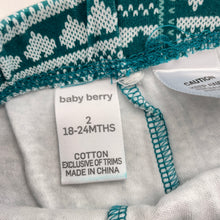 baby berry
2
18-24MTHS
COTTON
EXCLUSIVE OF TRIMS
MADE IN CHINA
CAUTION